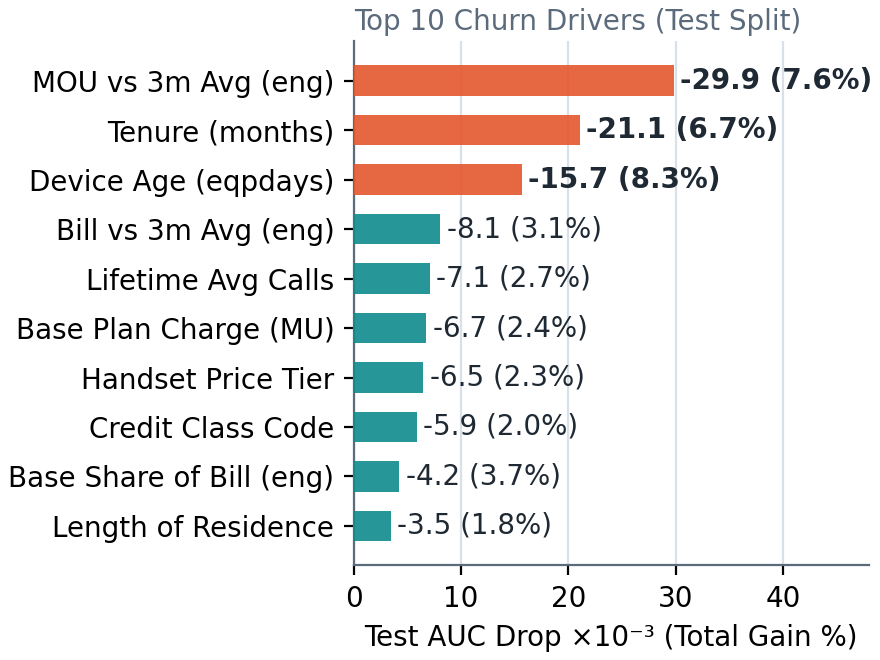 Top 10 Churn Drivers (Test Split)
MOU vs 3m Avg (eng) -29.9 (7.6%)
Tenure (months) -21.1 (6.7%)
Device Age (eqpdays) -15.7 (8.3%)
Bill vs 3m Avg (eng) -8.1 (3.1%)
Lifetime Avg Calls -7.1 (2.7%)
Base Plan Charge (MU) -6.7 (2.4%)
Handset Price Tier -6.5 (2.3%)
Credit Class Code -5.9 (2.0%)
Base Share of Bill (eng) -4.2 (3.7%)
Length of Residence -3.5 (1.8%)
0 10 20 30 40
Test AUC Drop ×10⁻³ (Total Gain %)